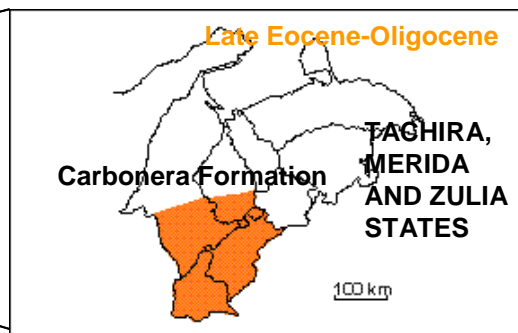 Late Eocene-Oligocene
TACHIRA,
MERIDA
AND ZULIA
STATES
Carbonera Formation
100 km